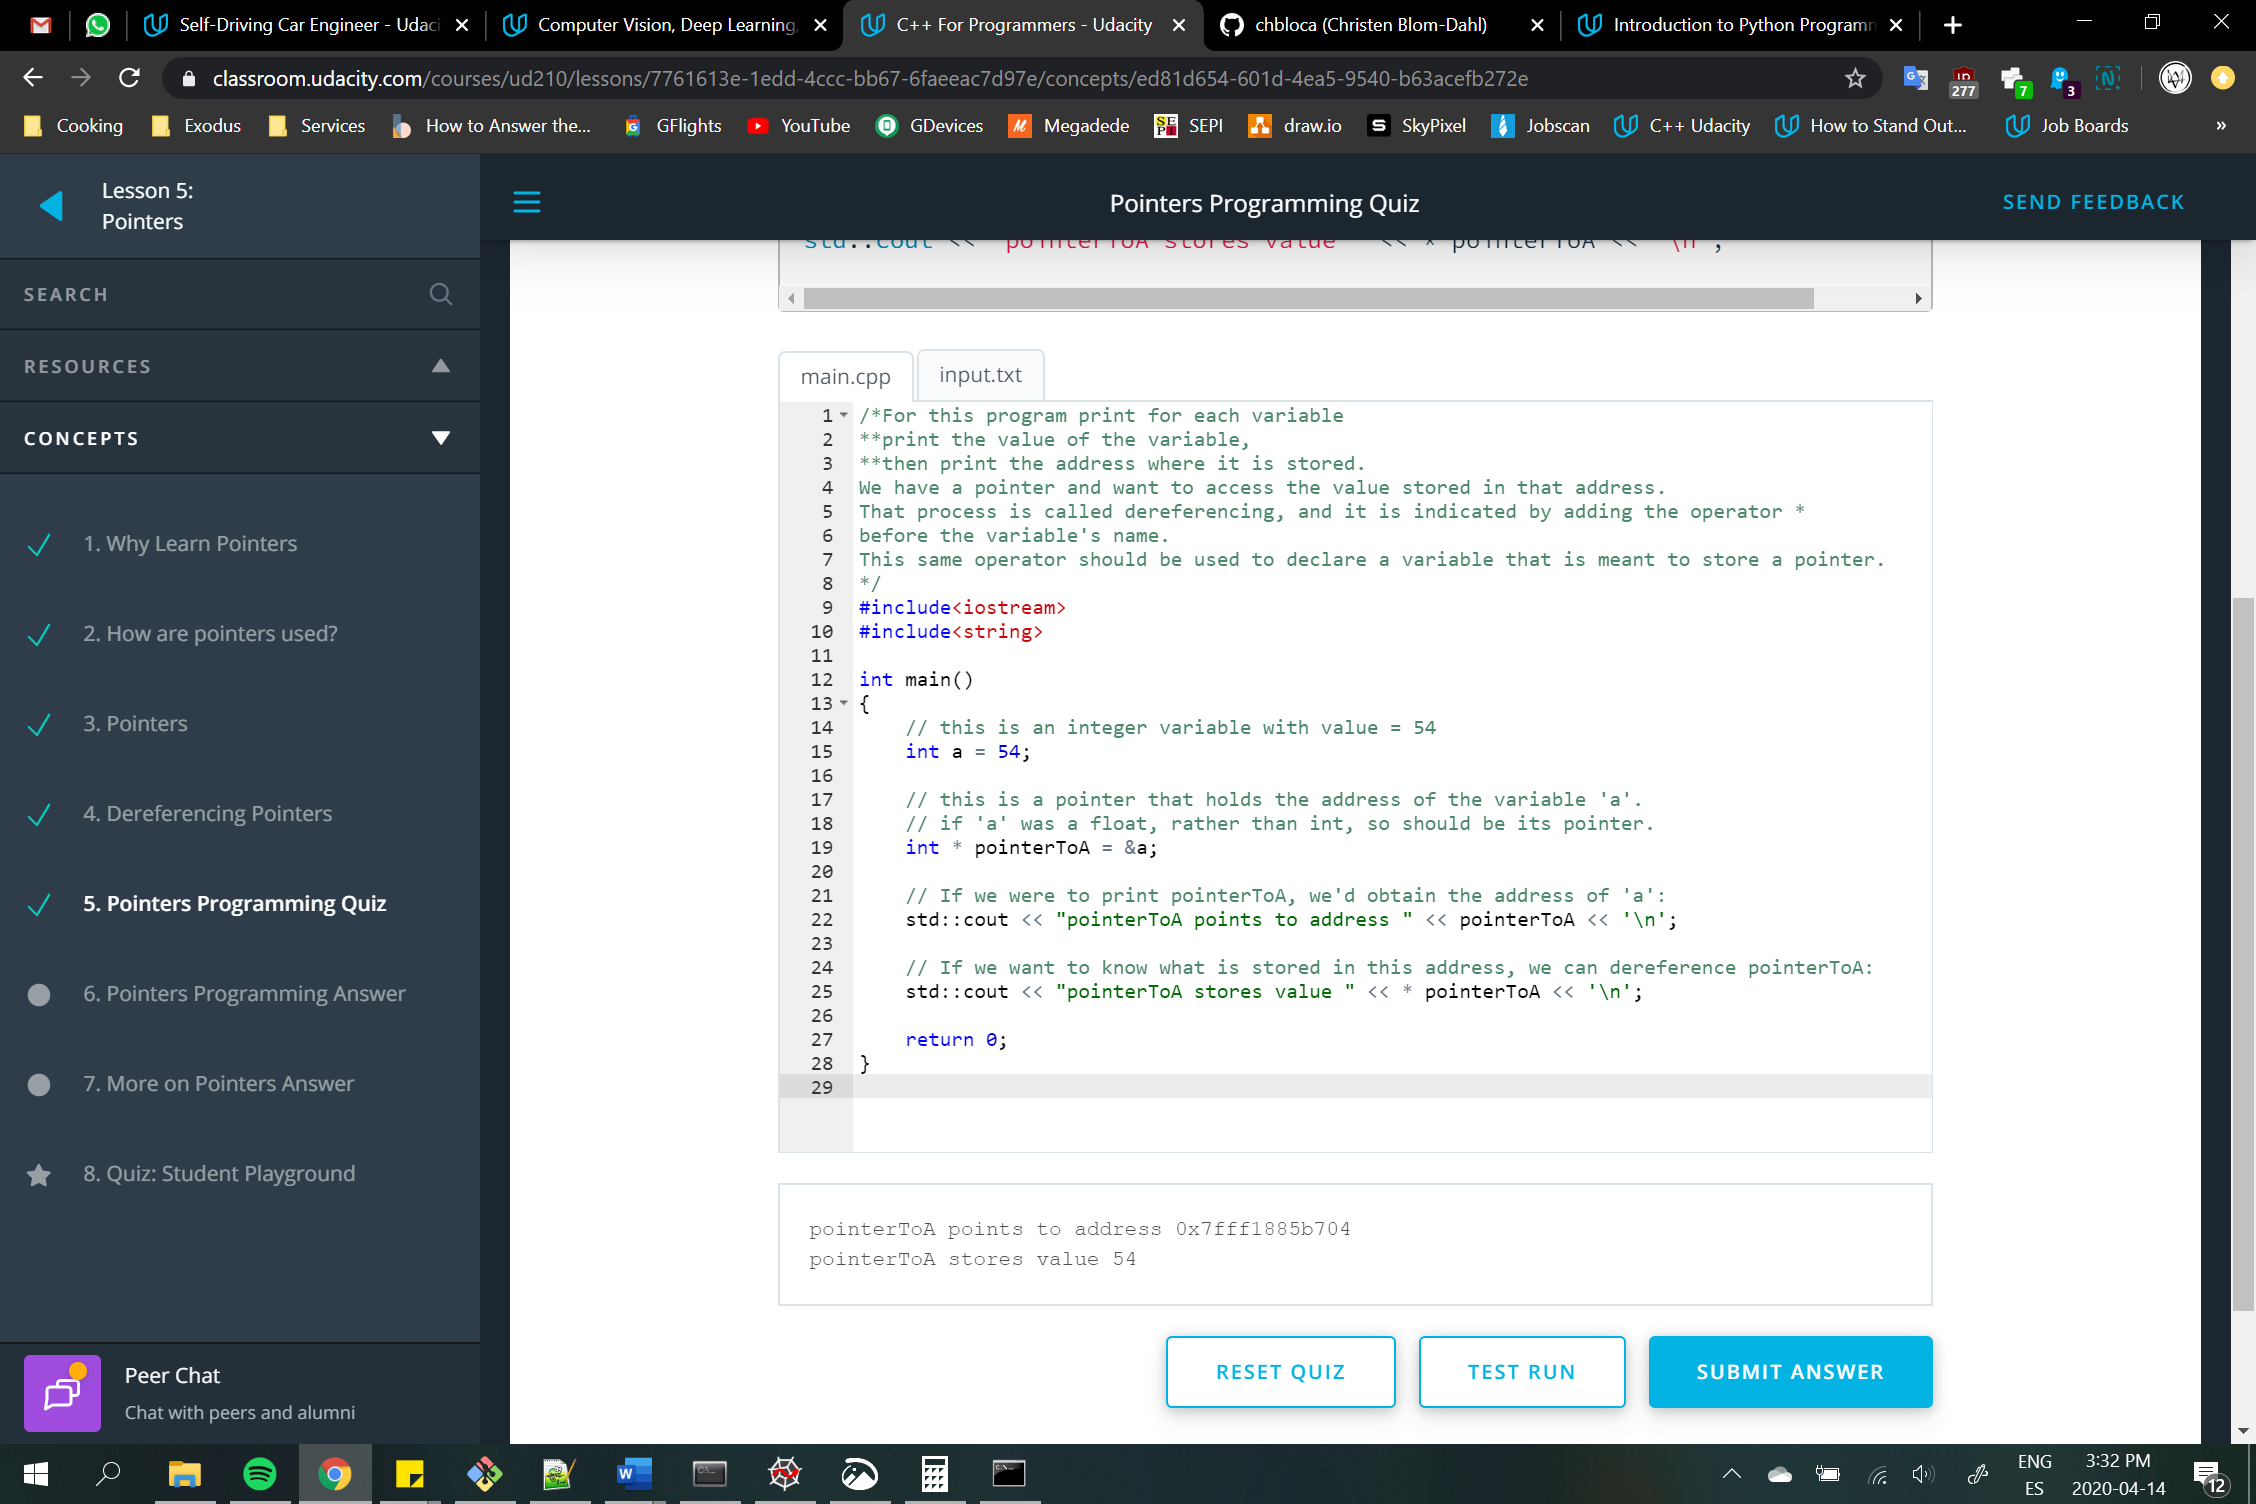 Self-Driving Car Engineer - Udaci
Computer Vision, Deep Learning,
C++ For Programmers - Udacity
chbloca (Christen Blom-Dahl)
Introduction to Python Programm
classroom.udacity.com/courses/ud210/lessons/7761613e-1edd-4ccc-bb67-6faeeac7d97e/concepts/ed81d654-601d-4ea5-9540-b63acefb272e
277
7
3
Cooking
Exodus
Services
How to Answer the...
GFlights
YouTube
GDevices
Megadede
SEPI
draw.io
SkyPixel
Jobscan
C++ Udacity
How to Stand Out...
Job Boards
»
Lesson 5:
Pointers
Pointers Programming Quiz
SEND FEEDBACK
SEARCH
RESOURCES
CONCEPTS
1. Why Learn Pointers
2. How are pointers used?
3. Pointers
4. Dereferencing Pointers
5. Pointers Programming Quiz
6. Pointers Programming Answer
7. More on Pointers Answer
8. Quiz: Student Playground
Peer Chat
Chat with peers and alumni
std::cout << "pointerToA stores value " << * pointerToA << '\n';
main.cpp
input.txt
1 /*For this program print for each variable
2 **print the value of the variable,
3 **then print the address where it is stored.
4 We have a pointer and want to access the value stored in that address.
5 That process is called dereferencing, and it is indicated by adding the operator *
6 before the variable's name.
7 This same operator should be used to declare a variable that is meant to store a pointer.
8 */
9 #include<iostream>
10 #include<string>
11
12 int main()
13 {
14 // this is an integer variable with value = 54
15 int a = 54;
16
17 // this is a pointer that holds the address of the variable 'a'.
18 // if 'a' was a float, rather than int, so should be its pointer.
19 int * pointerToA = &a;
20
21 // If we were to print pointerToA, we'd obtain the address of 'a':
22 std::cout << "pointerToA points to address " << pointerToA << '\n';
23
24 // If we want to know what is stored in this address, we can dereference pointerToA:
25 std::cout << "pointerToA stores value " << * pointerToA << '\n';
26
27 return 0;
28 }
29
pointerToA points to address 0x7fff1885b704
pointerToA stores value 54
RESET QUIZ
TEST RUN
SUBMIT ANSWER
ENG
ES
3:32 PM
2020-04-14
12